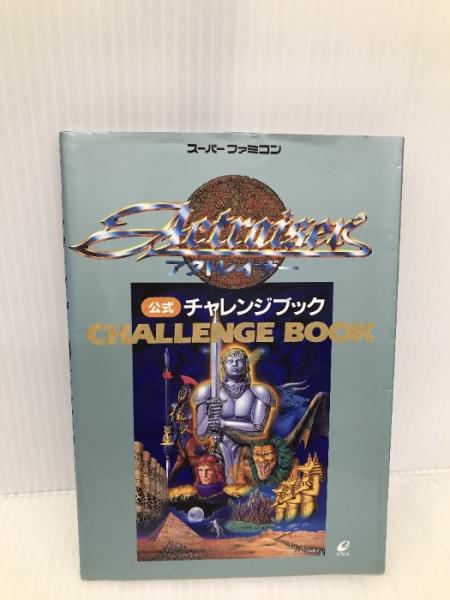 スーパーファミコン
Actraiser
アクトレイザー
公式 チャレンジブック
CHALLENGE BOOK
e
ENIX